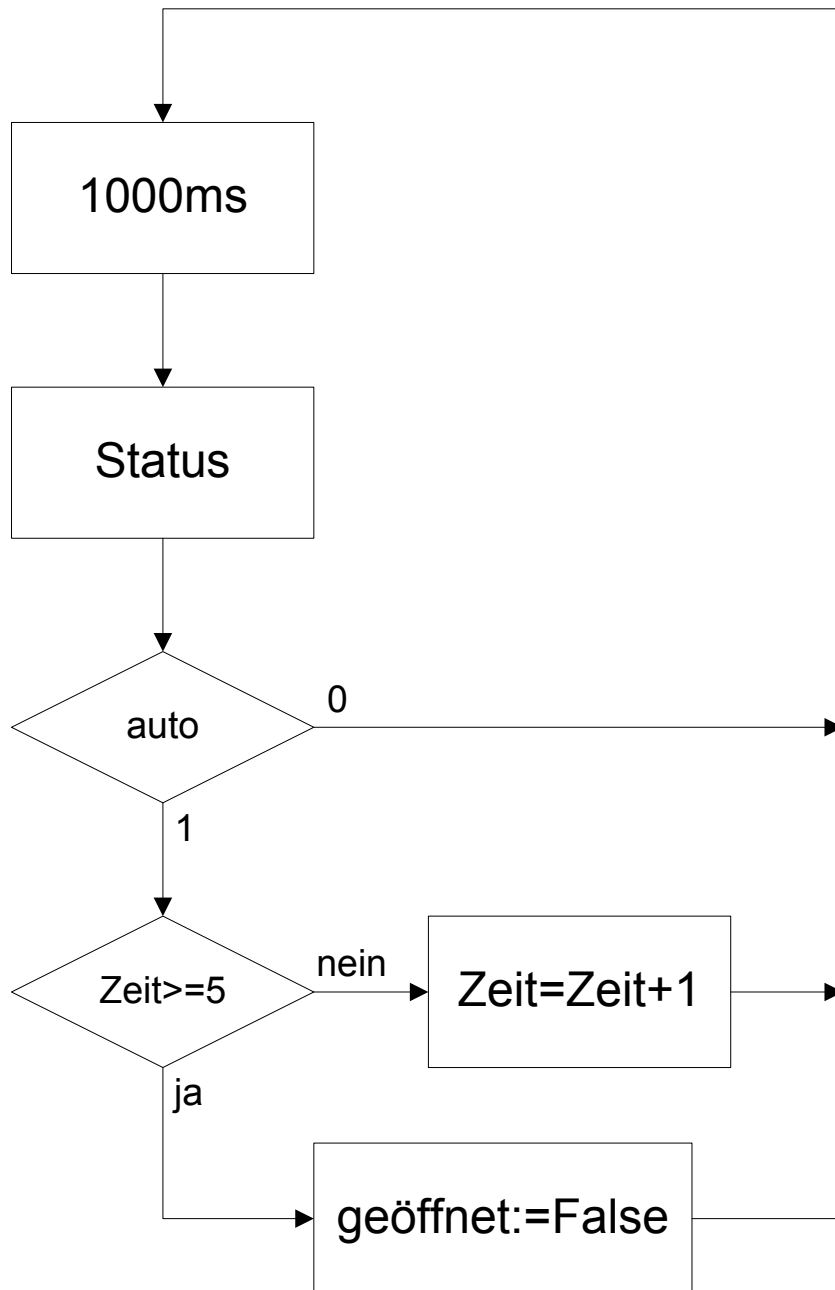 1000ms
Status
auto
0
1
Zeit>=5
nein
Zeit=Zeit+1
ja
geöffnet:=False